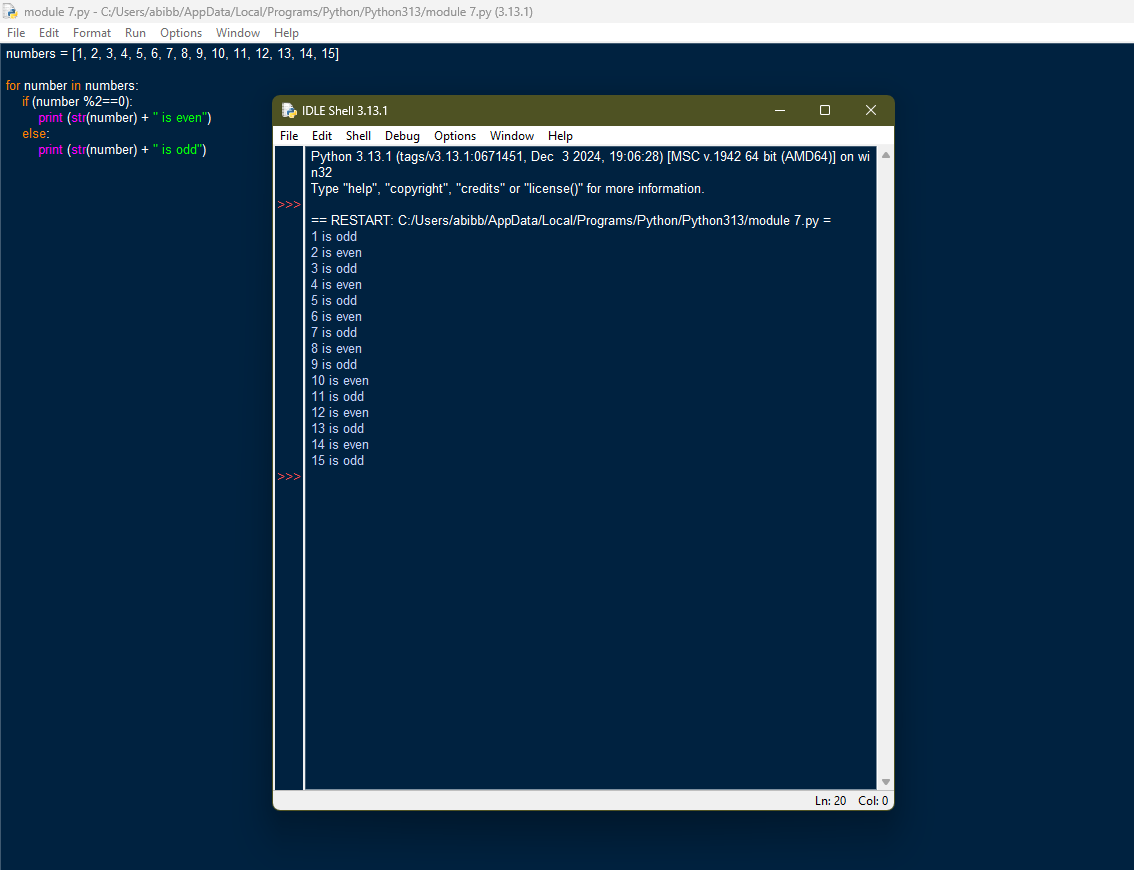 module 7.py - C:/Users/abibb/AppData/Local/Programs/Python/Python313/module 7.py (3.13.1)
File Edit Format Run Options Window Help
numbers = [1, 2, 3, 4, 5, 6, 7, 8, 9, 10, 11, 12, 13, 14, 15]
for number in numbers:
if (number %2==0):
print (str(number) + " is even")
else:
print (str(number) + " is odd")
IDLE Shell 3.13.1
File Edit Shell Debug Options Window Help
Python 3.13.1 (tags/v3.13.1:0671451, Dec  3 2024, 19:06:28) [MSC v.1942 64 bit (AMD64)] on wi
n32
Type "help", "copyright", "credits" or "license()" for more information.
>>>
== RESTART: C:/Users/abibb/AppData/Local/Programs/Python/Python313/module 7.py =
1 is odd
2 is even
3 is odd
4 is even
5 is odd
6 is even
7 is odd
8 is even
9 is odd
10 is even
11 is odd
12 is even
13 is odd
14 is even
15 is odd
>>>
Ln: 20 Col: 0